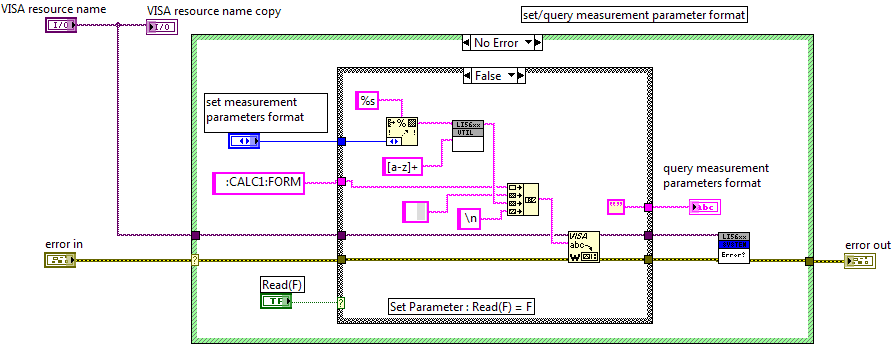 VISA resource name
I/O
VISA resource name copy
I/O
set/query measurement parameter format
No Error
False
%s
set measurement
parameters format
LI56xx
UTIL
[a-z]+
:CALC1:FORM
\n
query measurement
parameters format
""
abc
VISA
abc
W
LI56xx
Error?
error in
error out
?
Read(F)
TF
?
Set Parameter : Read(F) = F